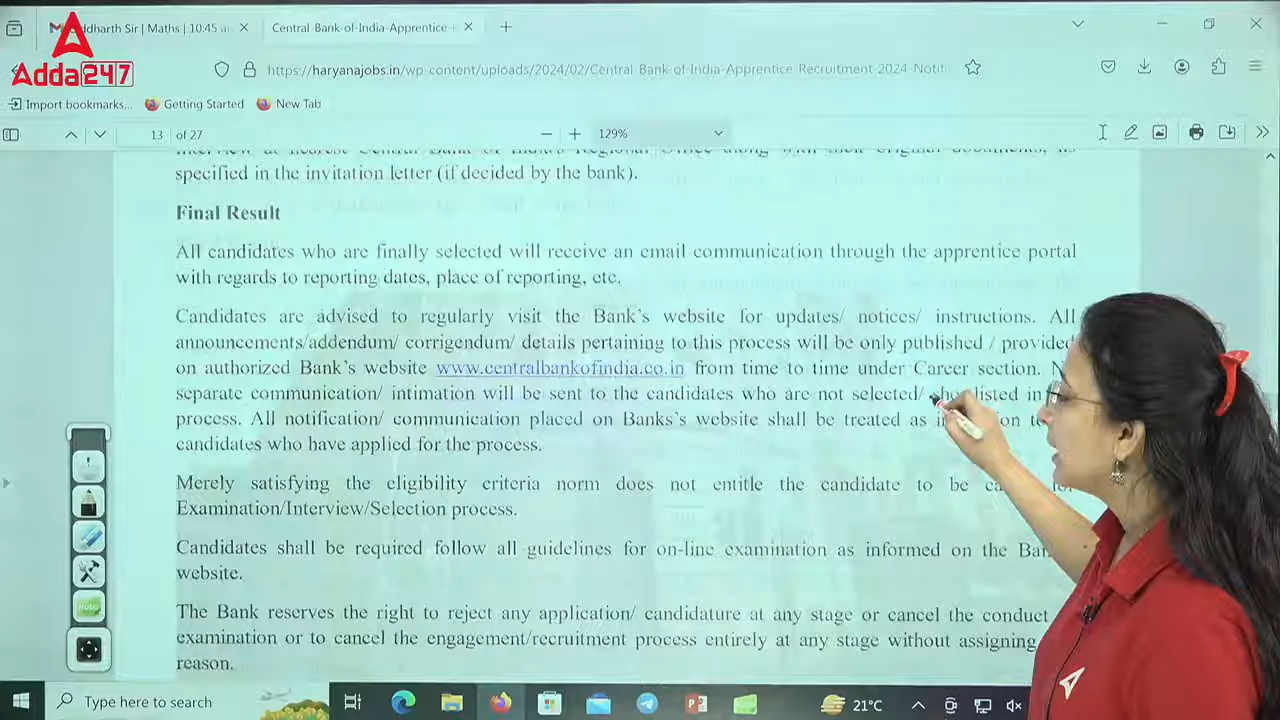 ddharth Sir | Maths | 10:45 a
Central-Bank-of-India-Apprentice
Adda247
https://haryanajobs.in/wp-content/uploads/2024/02/Central-Bank-of-India-Apprentice-Recruitment-2024-Notif
Import bookmarks...
Getting Started
New Tab
13 of 27
129%
specified in the invitation letter (if decided by the bank).
Final Result
All candidates who are finally selected will receive an email communication through the apprentice portal
with regards to reporting dates, place of reporting, etc.
Candidates are advised to regularly visit the Bank's website for updates/ notices/ instructions. All
announcements/addendum/ corrigendum/ details pertaining to this process will be only published / provided
on authorized Bank's website www.centralbankofindia.co.in from time to time under Career section.
separate communication/ intimation will be sent to the candidates who are not selected/ listed in
process. All notification/ communication placed on Banks's website shall be treated as
candidates who have applied for the process.
Merely satisfying the eligibility criteria norm does not entitle the candidate to be
Examination/Interview/Selection process.
Candidates shall be required follow all guidelines for on-line examination as informed on the
website.
The Bank reserves the right to reject any application/ candidature at any stage or cancel the conduct
examination or to cancel the engagement/recruitment process entirely at any stage without assigning
reason.
Type here to search
21°C